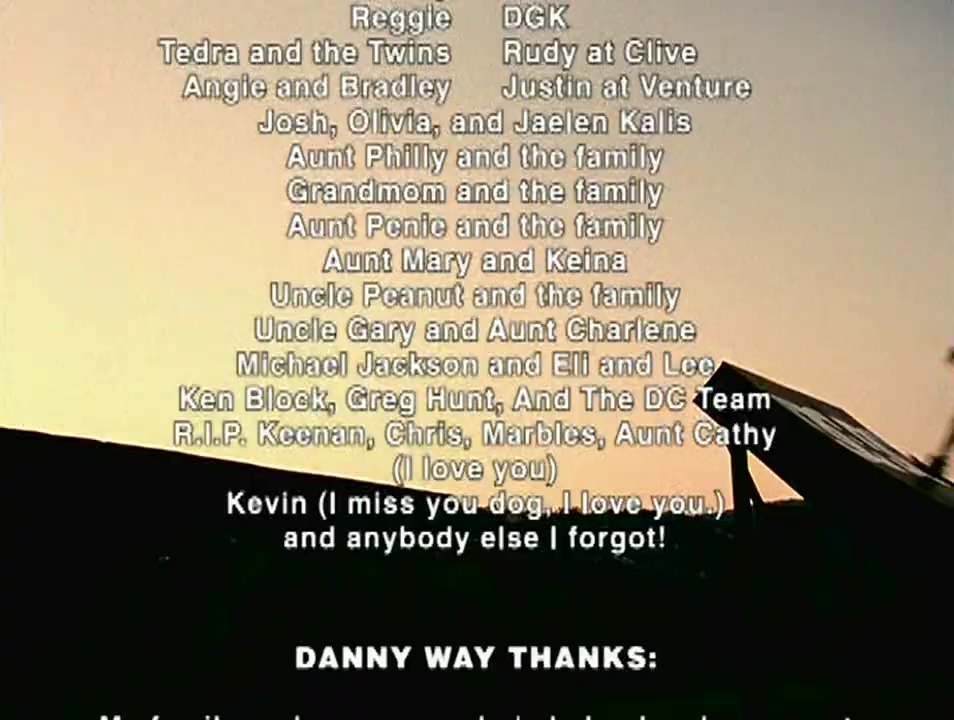 Reggie DGK
Tedra and the Twins Rudy at Clive
Angie and Bradley Justin at Venture
Josh, Olivia, and Jaelen Kalis
Aunt Philly and the family
Grandmom and the family
Aunt Penie and the family
Aunt Mary and Keina
Uncle Peanut and the family
Uncle Gary and Aunt Charlene
Michael Jackson and Eli and Lee
Ken Block, Greg Hunt, And The DC Team
R.I.P. Keenan, Chris, Marbles, Aunt Cathy
(I love you)
Kevin (I miss you dog, I love you.)
and anybody else I forgot!
DANNY WAY THANKS: